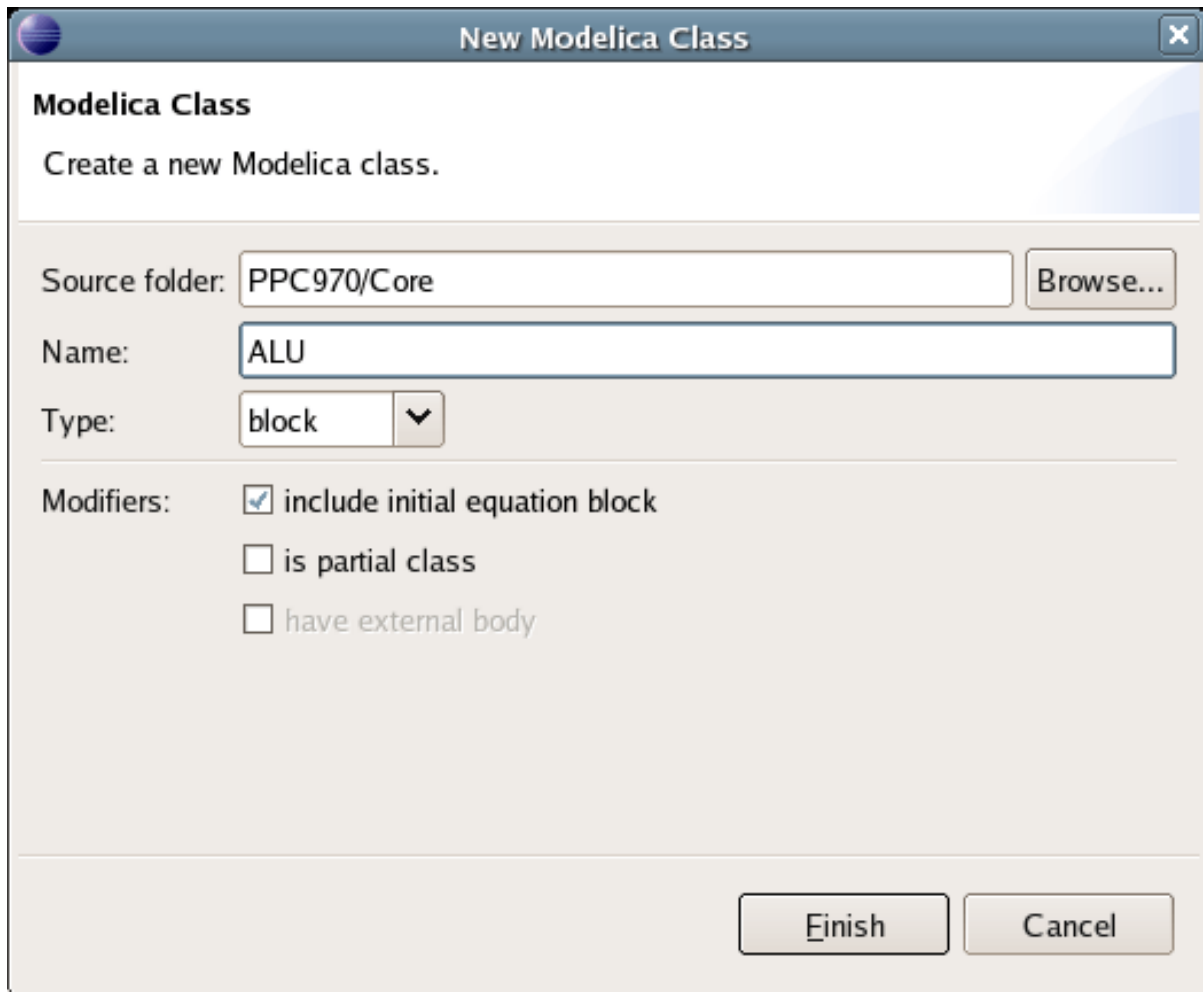 New Modelica Class
Modelica Class
Create a new Modelica class.
Source folder: PPC970/Core Browse...
Name: ALU
Type: block
Modifiers: include initial equation block
is partial class
have external body
Finish Cancel